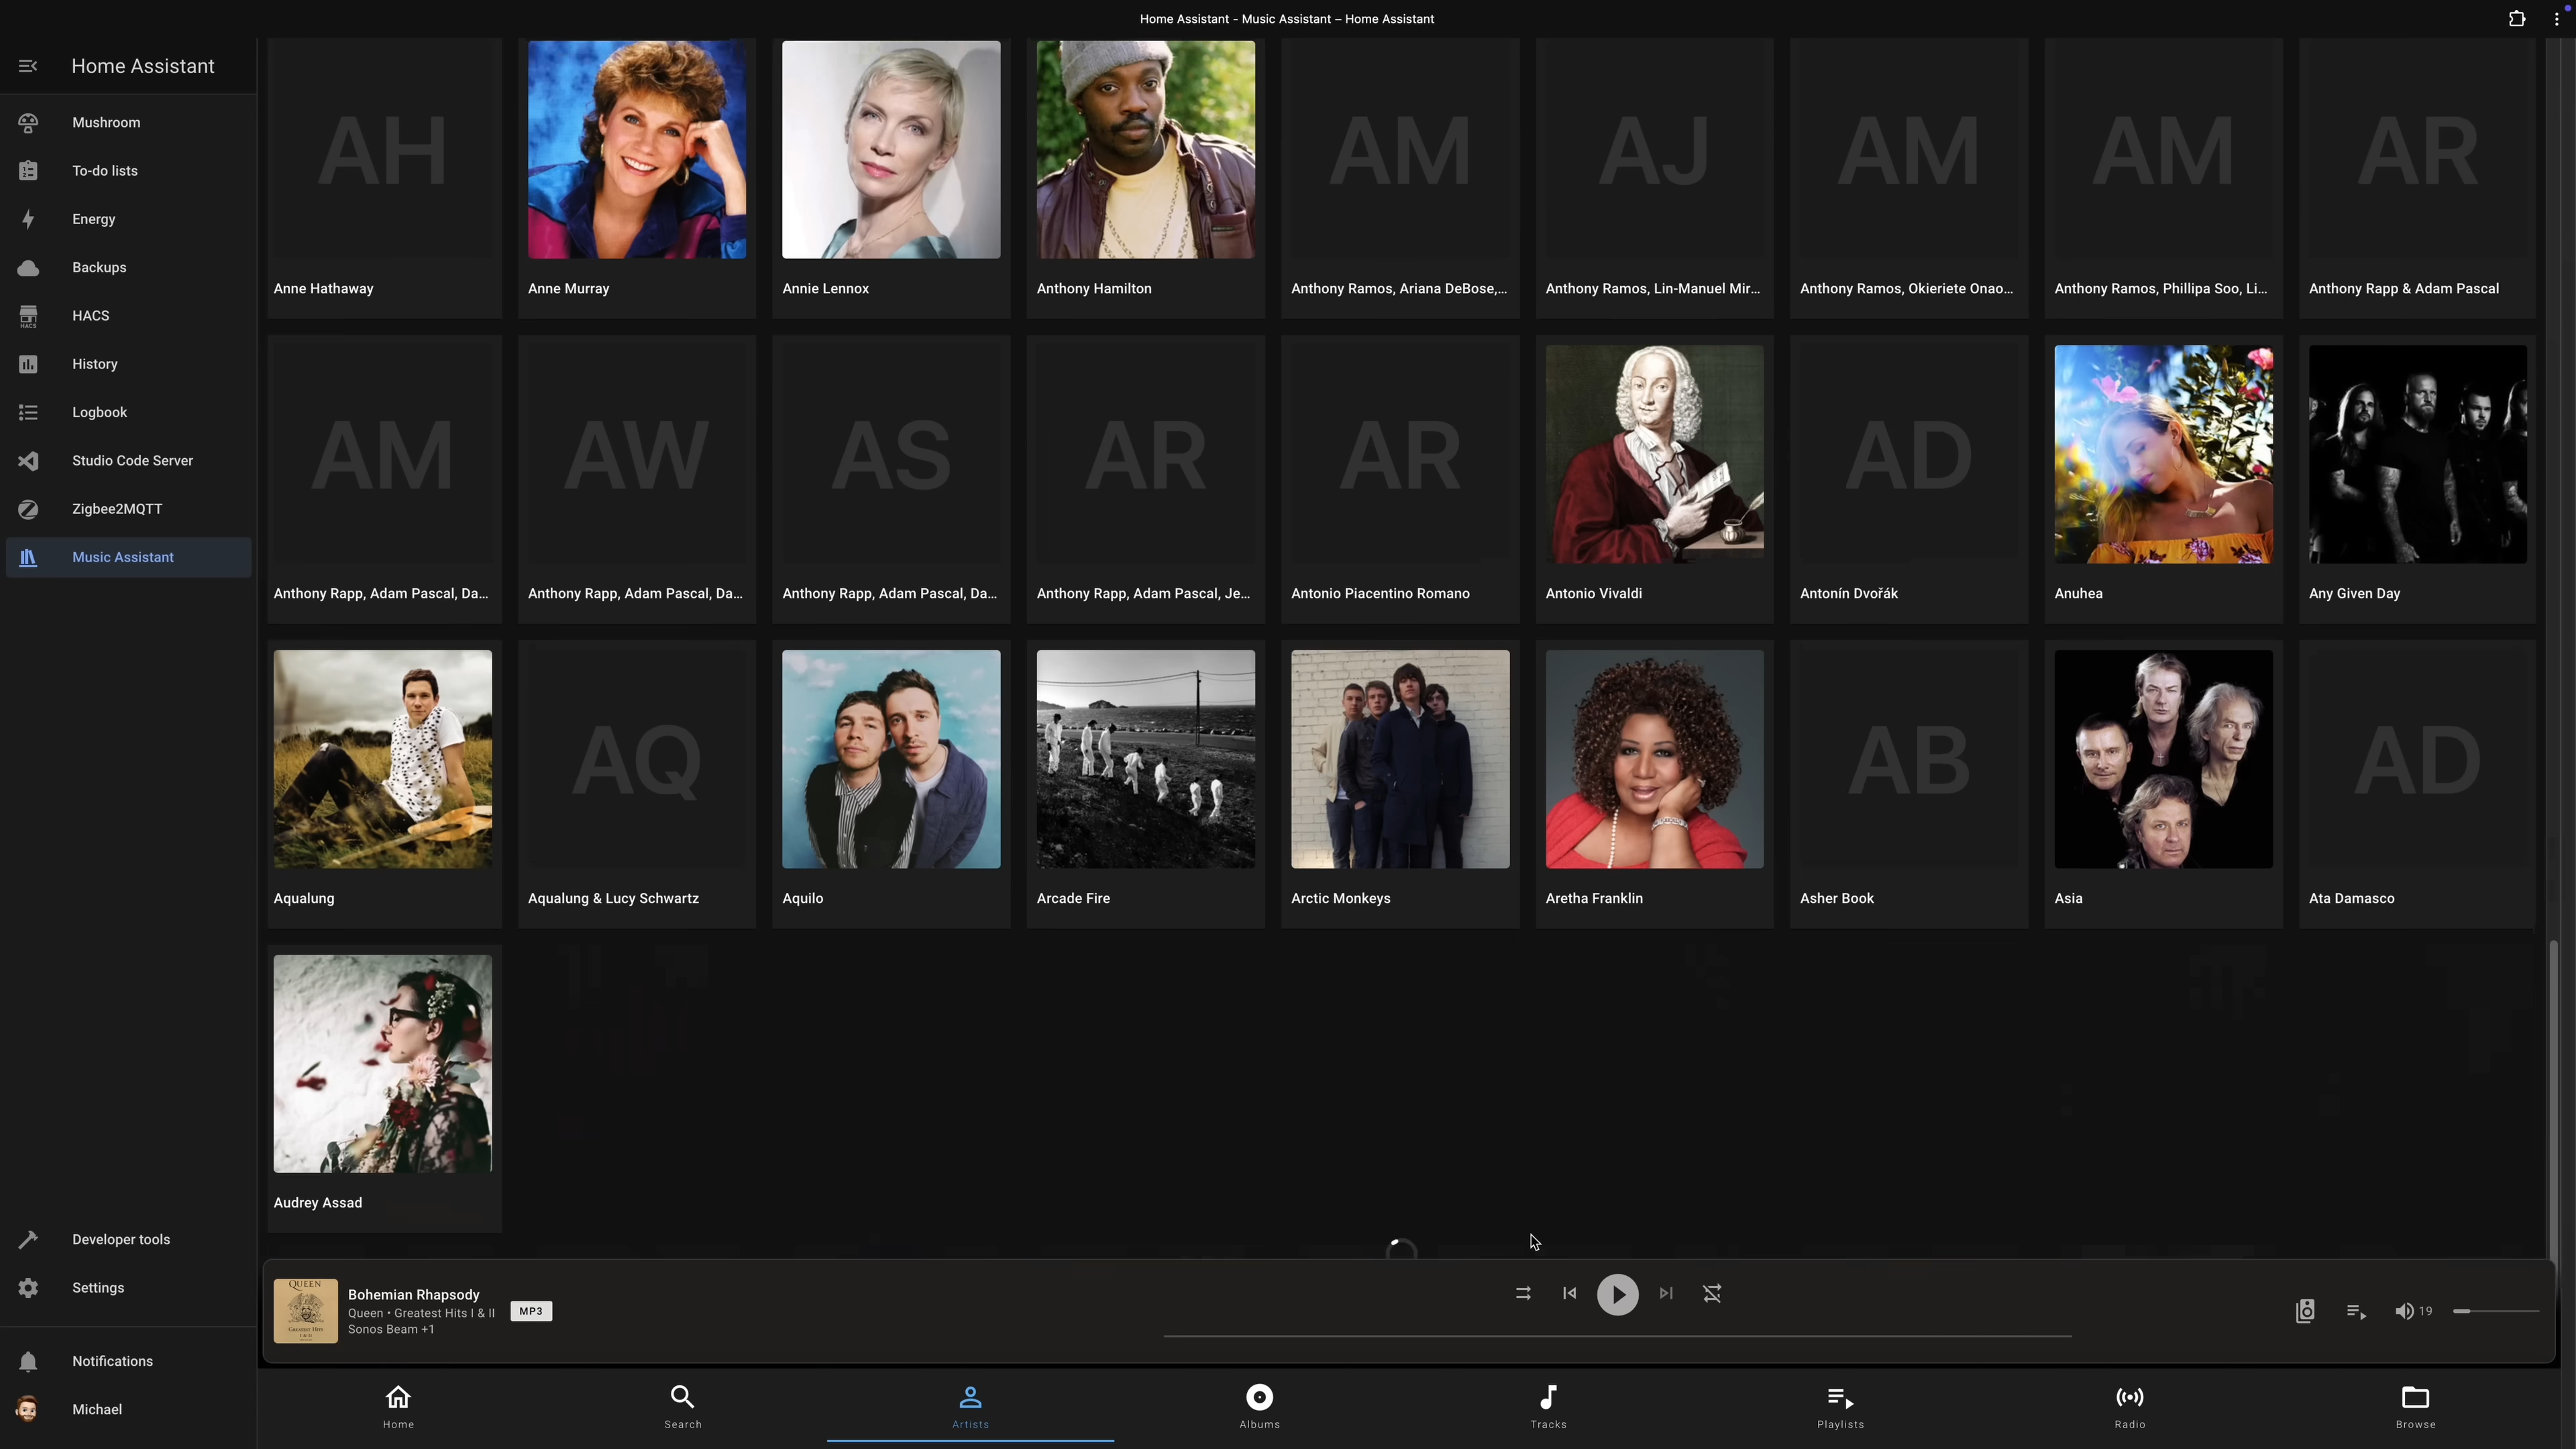 Home Assistant - Music Assistant – Home Assistant
Home Assistant
Mushroom
To-do lists
Energy
Backups
HACS
HACS
History
Logbook
Studio Code Server
Zigbee2MQTT
Music Assistant
Developer tools
Settings
Notifications
Michael
AH
AM
AJ
AM
AM
AR
Anne Hathaway
Anne Murray
Annie Lennox
Anthony Hamilton
Anthony Ramos, Ariana DeBose,...
Anthony Ramos, Lin-Manuel Mir...
Anthony Ramos, Okieriete Onao...
Anthony Ramos, Phillipa Soo, Li...
Anthony Rapp & Adam Pascal
AM
AW
AS
AR
AR
AD
Anthony Rapp, Adam Pascal, Da...
Anthony Rapp, Adam Pascal, Da...
Anthony Rapp, Adam Pascal, Da...
Anthony Rapp, Adam Pascal, Je...
Antonio Piacentino Romano
Antonio Vivaldi
Antonín Dvořák
Anuhea
Any Given Day
AQ
AB
AD
Aqualung
Aqualung & Lucy Schwartz
Aquilo
Arcade Fire
Arctic Monkeys
Aretha Franklin
Asher Book
Asia
Ata Damasco
Audrey Assad
QUEEN
GREATEST HITS
Bohemian Rhapsody
Queen • Greatest Hits I & II
Sonos Beam +1
MP3
19
Home
Search
Artists
Albums
Tracks
Playlists
Radio
Browse